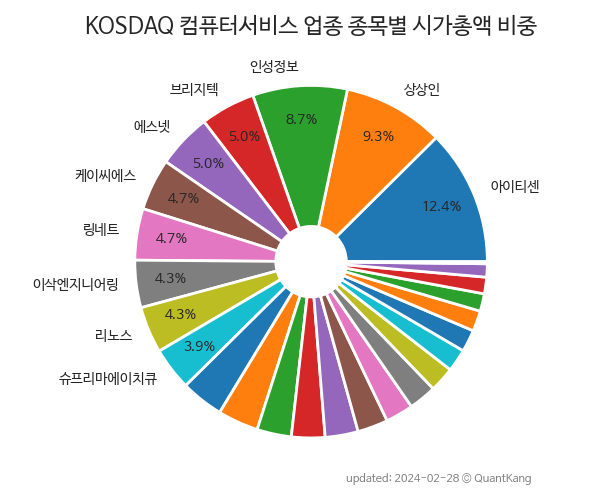 KOSDAQ 컴퓨터서비스 업종 종목별 시가총액 비중
아이티센
12.4%
상상인
9.3%
인성정보
8.7%
브리지텍
5.0%
에스넷
5.0%
케이씨에스
4.7%
링네트
4.7%
이삭엔지니어링
4.3%
리노스
4.3%
슈프리마에이치큐
3.9%
updated: 2024-02-28 © QuantKang